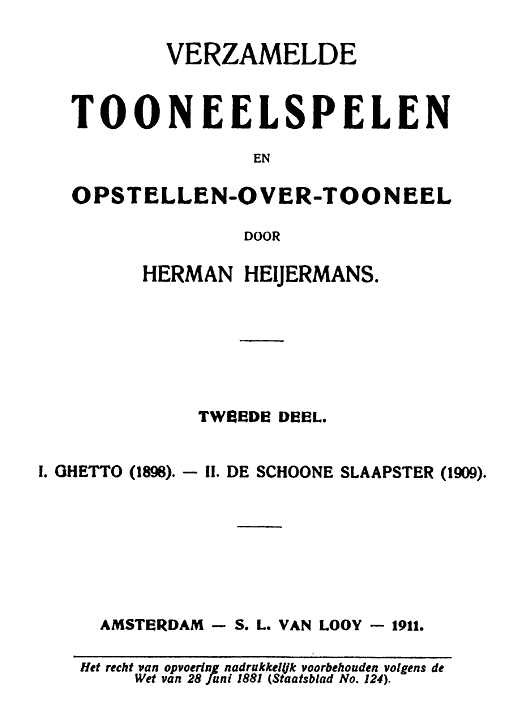 VERZAMELDE
TOONEELSPELEN
EN
OPSTELLEN-OVER-TOONEEL
DOOR
HERMAN HEIJERMANS.
TWEEDE DEEL.
I. GHETTO (1898). — II. DE SCHOONE SLAAPSTER (1909).
AMSTERDAM — S. L. VAN LOOY — 1911.
Het recht van opvoering nadrukkelijk voorbehouden volgens de
Wet van 28 Juni 1881 (Staatsblad No. 124).